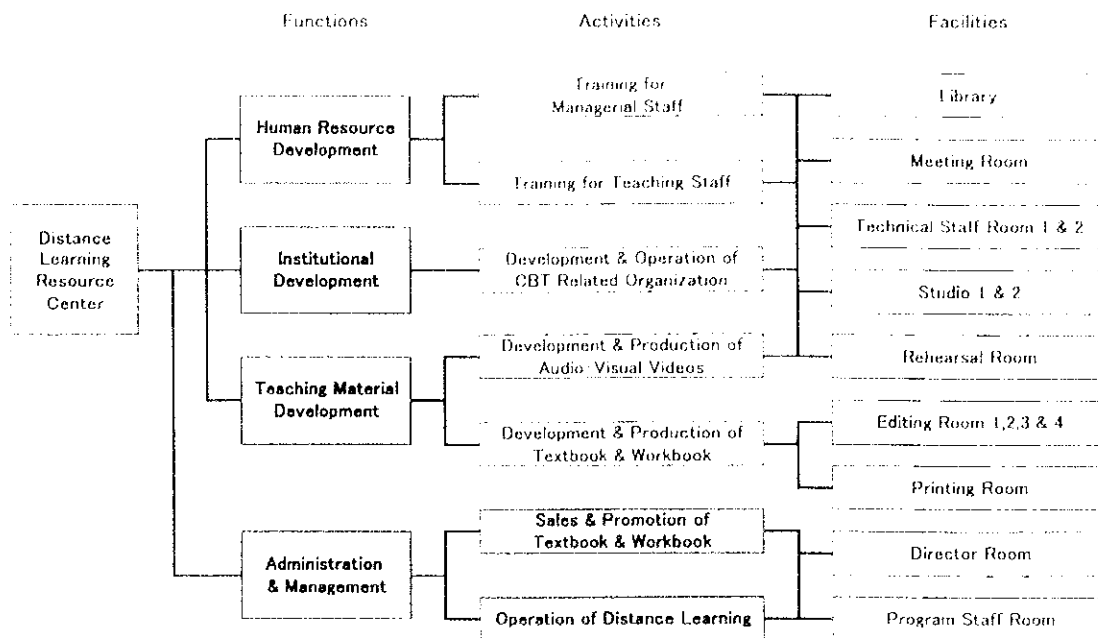 Functions
Activities
Facilities
Distance
Learning
Resource
Center
Human Resource
Development
Institutional
Development
Teaching Material
Development
Administration
& Management
Training for
Managerial Staff
Training for Teaching Staff
Development & Operation of
CBT Related Organization
Development & Production of
Audio-Visual Videos
Development & Production of
Textbook & Workbook
Sales & Promotion of
Textbook & Workbook
Operation of Distance Learning
Library
Meeting Room
Technical Staff Room 1 & 2
Studio 1 & 2
Rehearsal Room
Editing Room 1,2,3 & 4
Printing Room
Director Room
Program Staff Room